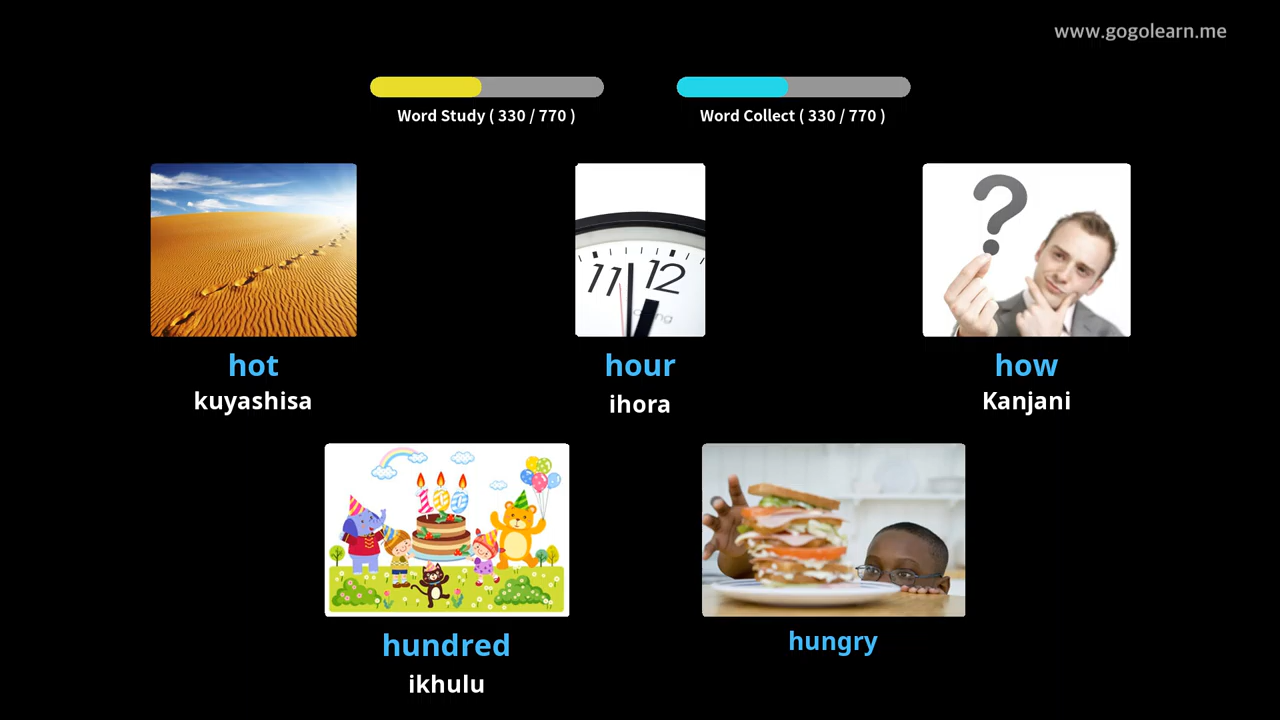 www.gogolearn.me
Word Study ( 330 / 770 )
Word Collect ( 330 / 770 )
11 12
hot
hour
how
kuyashisa
ihora
Kanjani
100
hundred
hungry
ikhulu